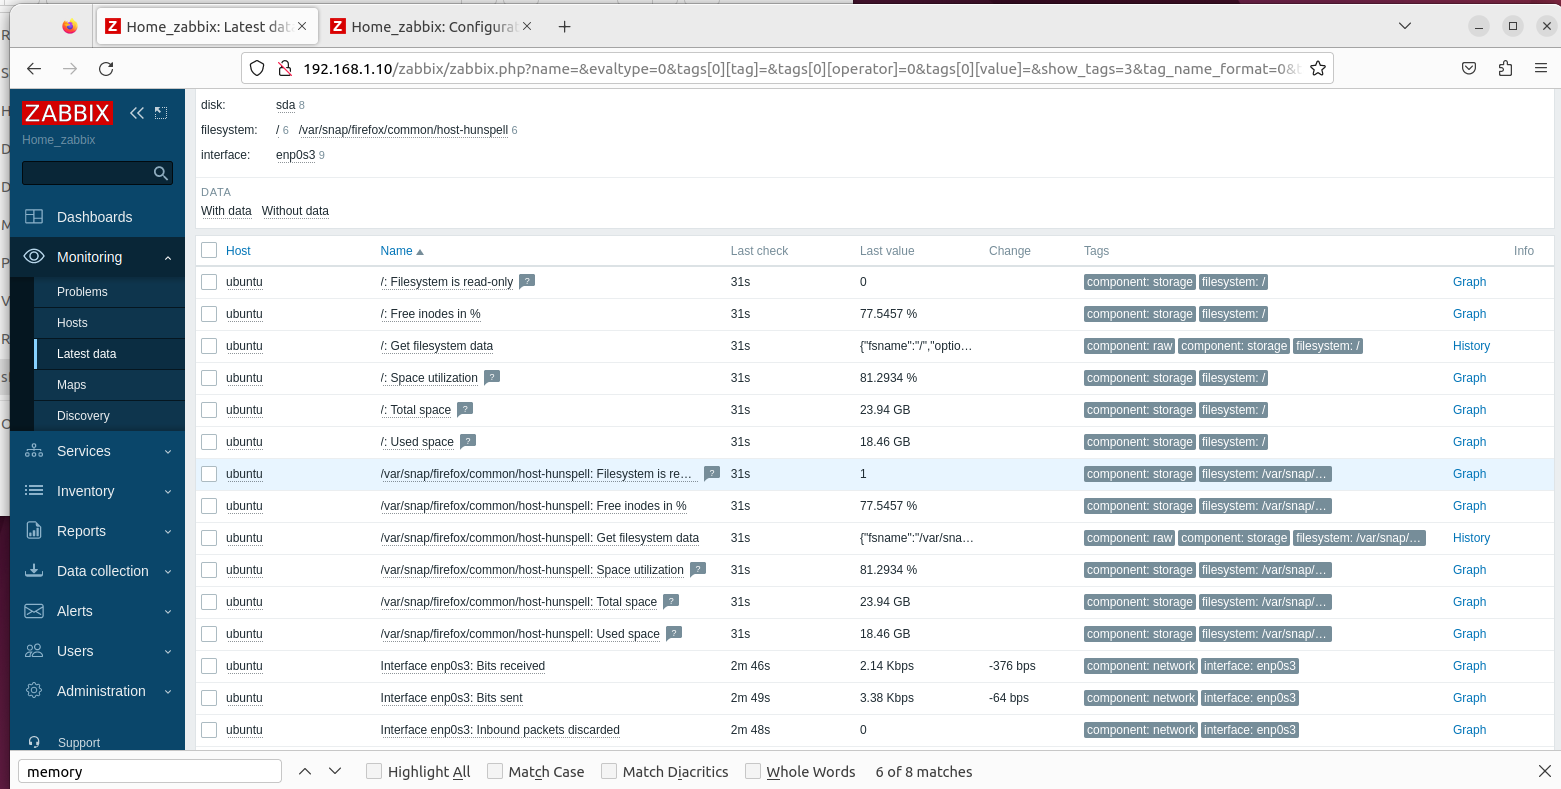 Home_zabbix: Latest dat
Home_zabbix: Configurat
192.168.1.10/zabbix/zabbix.php?name=&evaltype=0&tags[0][tag]=&tags[0][operator]=0&tags[0][value]=&show_tags=3&tag_name_format=0&t
ZABBIX
Home_zabbix
Dashboards
Monitoring
Problems
Hosts
Latest data
Maps
Discovery
Services
Inventory
Reports
Data collection
Alerts
Users
Administration
Support
disk: sda 8
filesystem: / 6 /var/snap/firefox/common/host-hunspell 6
interface: enp0s3 9
DATA
With data Without data
Host Name Last check Last value Change Tags Info
ubuntu /: Filesystem is read-only ? 31s 0 component: storage filesystem: / Graph
ubuntu /: Free inodes in % 31s 77.5457 % component: storage filesystem: / Graph
ubuntu /: Get filesystem data 31s {"fsname":"/","optio… component: raw component: storage filesystem: / History
ubuntu /: Space utilization ? 31s 81.2934 % component: storage filesystem: / Graph
ubuntu /: Total space ? 31s 23.94 GB component: storage filesystem: / Graph
ubuntu /: Used space ? 31s 18.46 GB component: storage filesystem: / Graph
ubuntu /var/snap/firefox/common/host-hunspell: Filesystem is re… ? 31s 1 component: storage filesystem: /var/snap/… Graph
ubuntu /var/snap/firefox/common/host-hunspell: Free inodes in % 31s 77.5457 % component: storage filesystem: /var/snap/… Graph
ubuntu /var/snap/firefox/common/host-hunspell: Get filesystem data 31s {"fsname":"/var/sna… component: raw component: storage filesystem: /var/snap/… History
ubuntu /var/snap/firefox/common/host-hunspell: Space utilization ? 31s 81.2934 % component: storage filesystem: /var/snap/… Graph
ubuntu /var/snap/firefox/common/host-hunspell: Total space ? 31s 23.94 GB component: storage filesystem: /var/snap/… Graph
ubuntu /var/snap/firefox/common/host-hunspell: Used space ? 31s 18.46 GB component: storage filesystem: /var/snap/… Graph
ubuntu Interface enp0s3: Bits received 2m 46s 2.14 Kbps -376 bps component: network interface: enp0s3 Graph
ubuntu Interface enp0s3: Bits sent 2m 49s 3.38 Kbps -64 bps component: network interface: enp0s3 Graph
ubuntu Interface enp0s3: Inbound packets discarded 2m 48s 0 component: network interface: enp0s3 Graph
memory Highlight All Match Case Match Diacritics Whole Words 6 of 8 matches